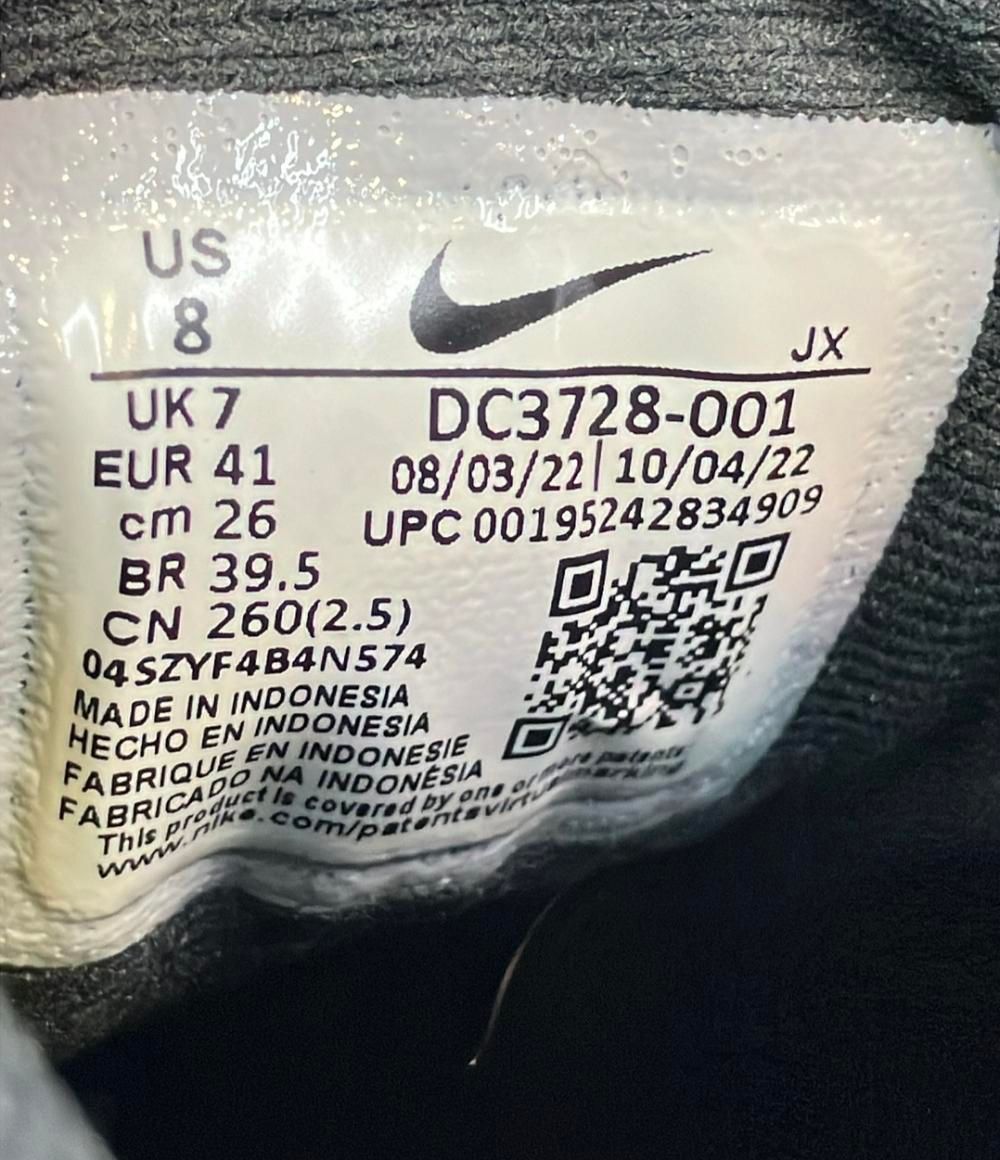 US
8
JX
UK 7
DC3728-001
EUR 41
08/03/22|10/04/22
cm 26
UPC 00195242834909
BR 39.5
CN 260(2.5)
04SZYF4B4N574
MADE IN INDONESIA
HECHO EN INDONESIA
FABRIQUE EN INDONESIE
FABRICADO NA INDONÉSIA
This product is covered by one or more patents
www.nike.com/patentsvirtualmarking